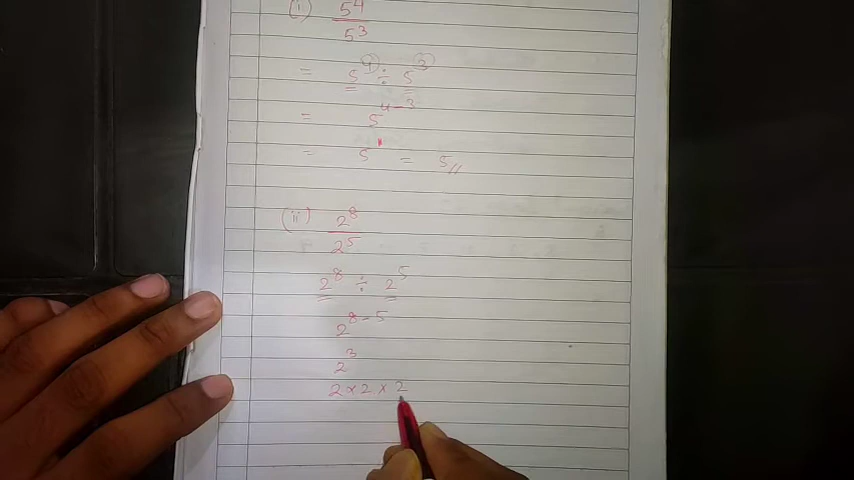 (i) 5⁴
5³
= 5⁴ ÷ 5³
= 5⁴⁻³
= 5¹ = 5//
(ii) 2⁸
2⁵
2⁸ ÷ 2⁵
2⁸⁻⁵
2³
2 × 2 × 2